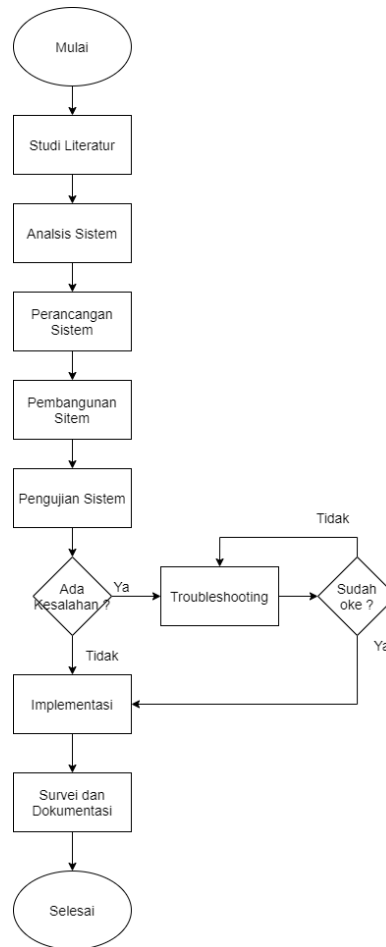 Mulai
Studi Literatur
Analsis Sistem
Perancangan
Sistem
Pembangunan
Sitem
Pengujian Sistem
Tidak
Ada
Kesalahan ?
Ya
Troubleshooting
Sudah
oke ?
Ya
Tidak
Implementasi
Survei dan
Dokumentasi
Selesai